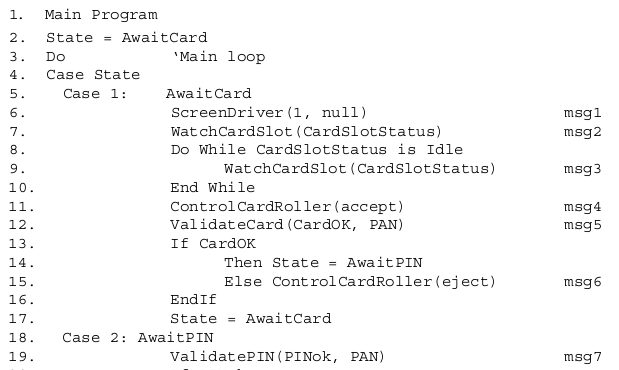 1. Main Program
2. State = AwaitCard
3. Do ‘Main loop
4. Case State
5. Case 1: AwaitCard
6. ScreenDriver(1, null) msg1
7. WatchCardSlot(CardSlotStatus) msg2
8. Do While CardSlotStatus is Idle
9. WatchCardSlot(CardSlotStatus) msg3
10. End While
11. ControlCardRoller(accept) msg4
12. ValidateCard(CardOK, PAN) msg5
13. If CardOK
14. Then State = AwaitPIN
15. Else ControlCardRoller(eject) msg6
16. EndIf
17. State = AwaitCard
18. Case 2: AwaitPIN
19. ValidatePIN(PINok, PAN) msg7